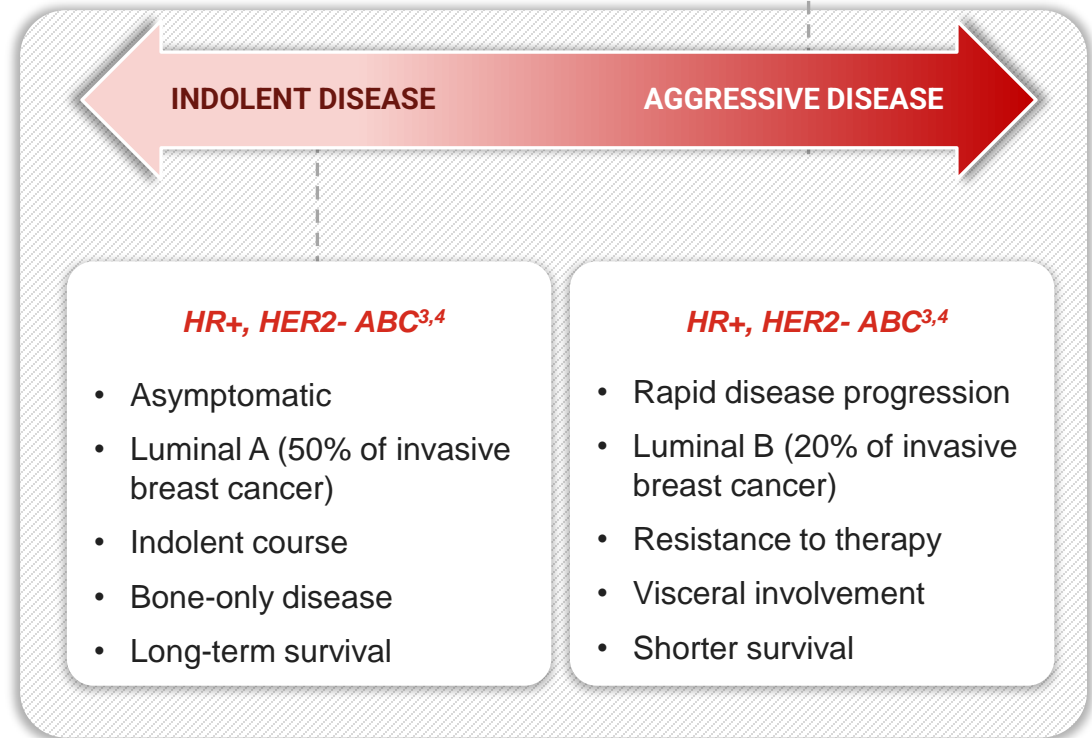 INDOLENT DISEASE
AGGRESSIVE DISEASE
HR+, HER2- ABC3,4
• Asymptomatic
• Luminal A (50% of invasive
breast cancer)
• Indolent course
• Bone-only disease
• Long-term survival
HR+, HER2- ABC3,4
• Rapid disease progression
• Luminal B (20% of invasive
breast cancer)
• Resistance to therapy
• Visceral involvement
• Shorter survival